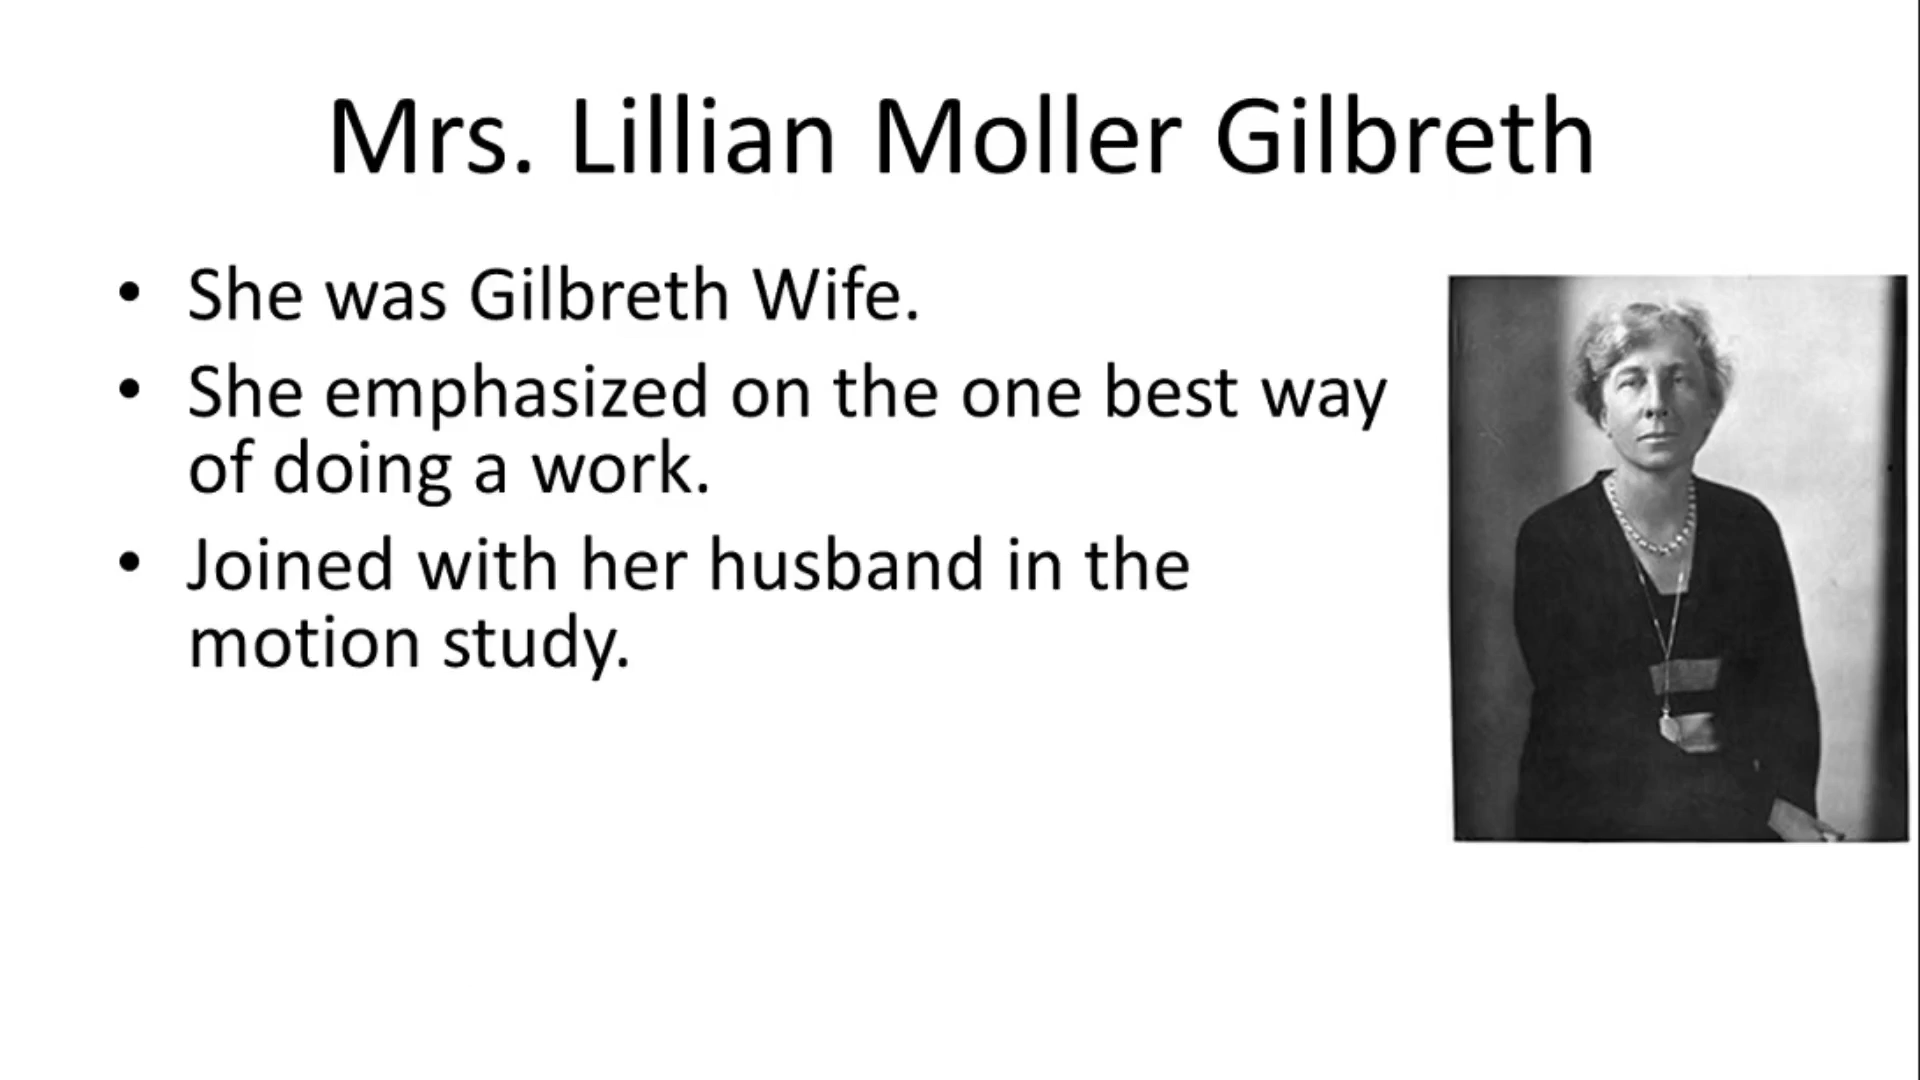 Mrs. Lillian Moller Gilbreth
• She was Gilbreth Wife.
• She emphasized on the one best way
of doing a work.
• Joined with her husband in the
motion study.